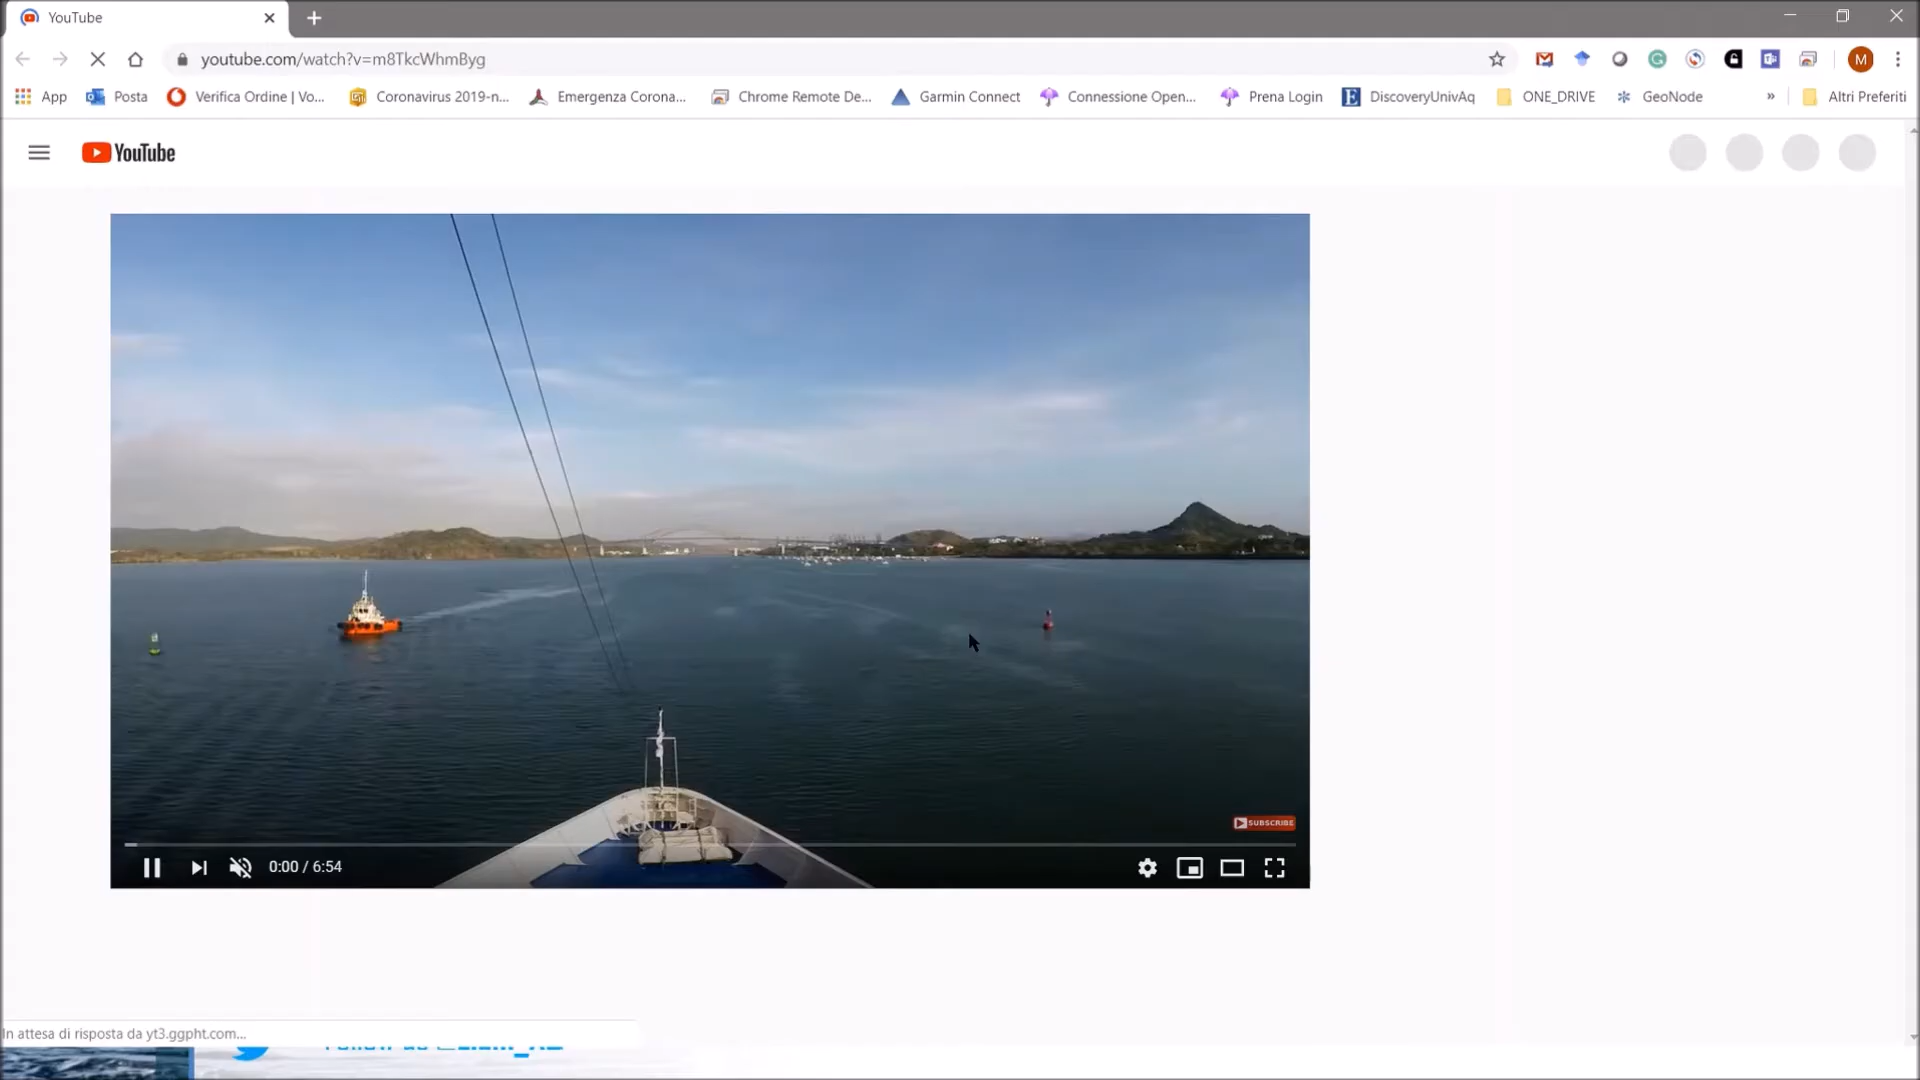 YouTube
youtube.com/watch?v=m8TkcWhmByg
M
App
Posta
Verifica Ordine | Vo...
Coronavirus 2019-n...
Emergenza Corona...
Chrome Remote De...
Garmin Connect
Connessione Open...
Prena Login
DiscoveryUnivAq
ONE_DRIVE
GeoNode
»
Altri Preferiti
YouTube
SUBSCRIBE
0:00 / 6:54
In attesa di risposta da yt3.ggpht.com...